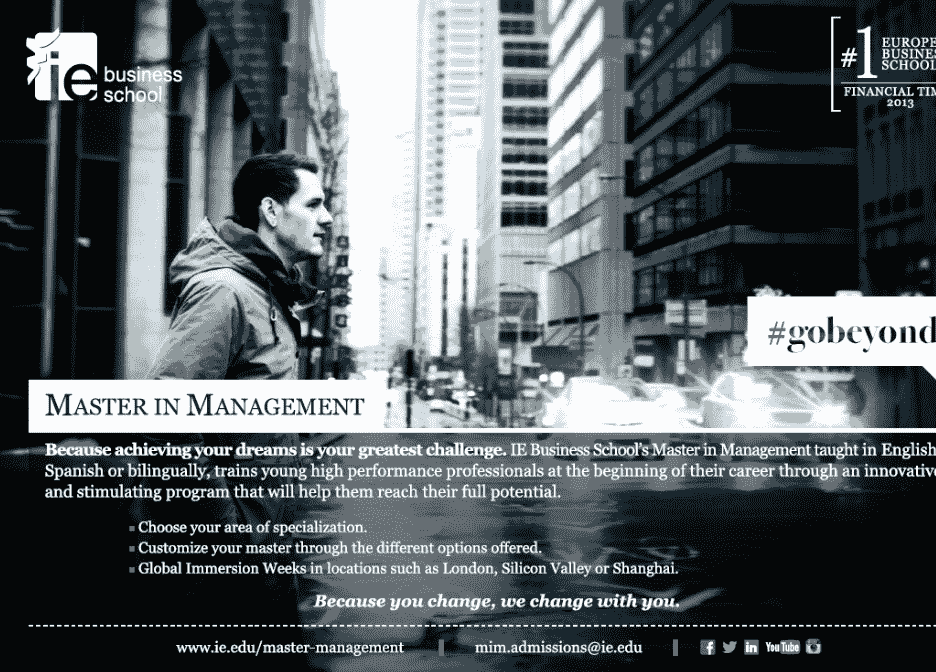 ie business
school
#1 EUROPE
BUSINES
SCHOOL
FINANCIAL TIM
2013
#gobeyond
MASTER IN MANAGEMENT
Because achieving your dreams is your greatest challenge. IE Business School's Master in Management taught in English
Spanish or bilingually, trains young high performance professionals at the beginning of their career through an innovative
and stimulating program that will help them reach their full potential.
Choose your area of specialization.
Customize your master through the different options offered.
Global Immersion Weeks in locations such as London, Silicon Valley or Shanghai.
Because you change, we change with you.
www.ie.edu/master-management | mim.admissions@ie.edu | f in You Tube